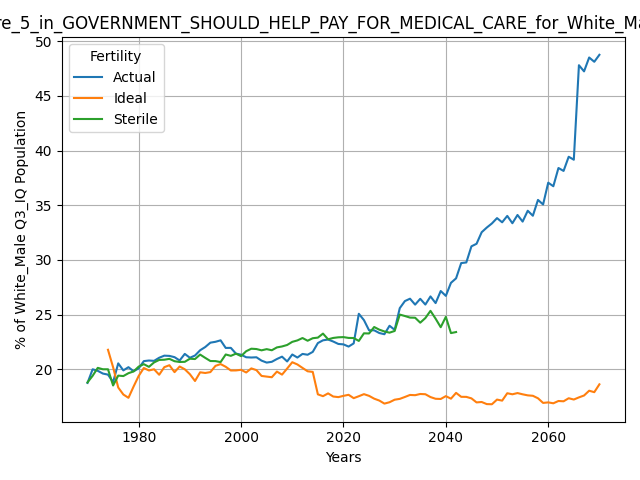 re_5_in_GOVERNMENT_SHOULD_HELP_PAY_FOR_MEDICAL_CARE_for_White_Ma
Fertility
Actual
Ideal
Sterile
% of White_Male Q3_IQ Population
50
45
40
35
30
25
20
1980 2000 2020 2040 2060
Years